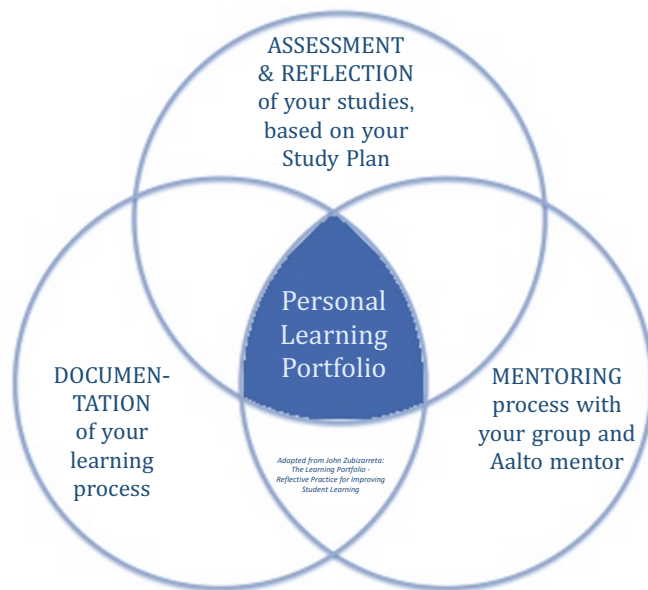 ASSESSMENT
& REFLECTION
of your studies,
based on your
Study Plan
Personal
Learning
Portfolio
DOCUMEN-
TATION
of your
learning
process
MENTORING
process with
your group and
Aalto mentor
Adapted from John Zubizarreta:
The Learning Portfolio -
Reflective Practice for Improving
Student Learning